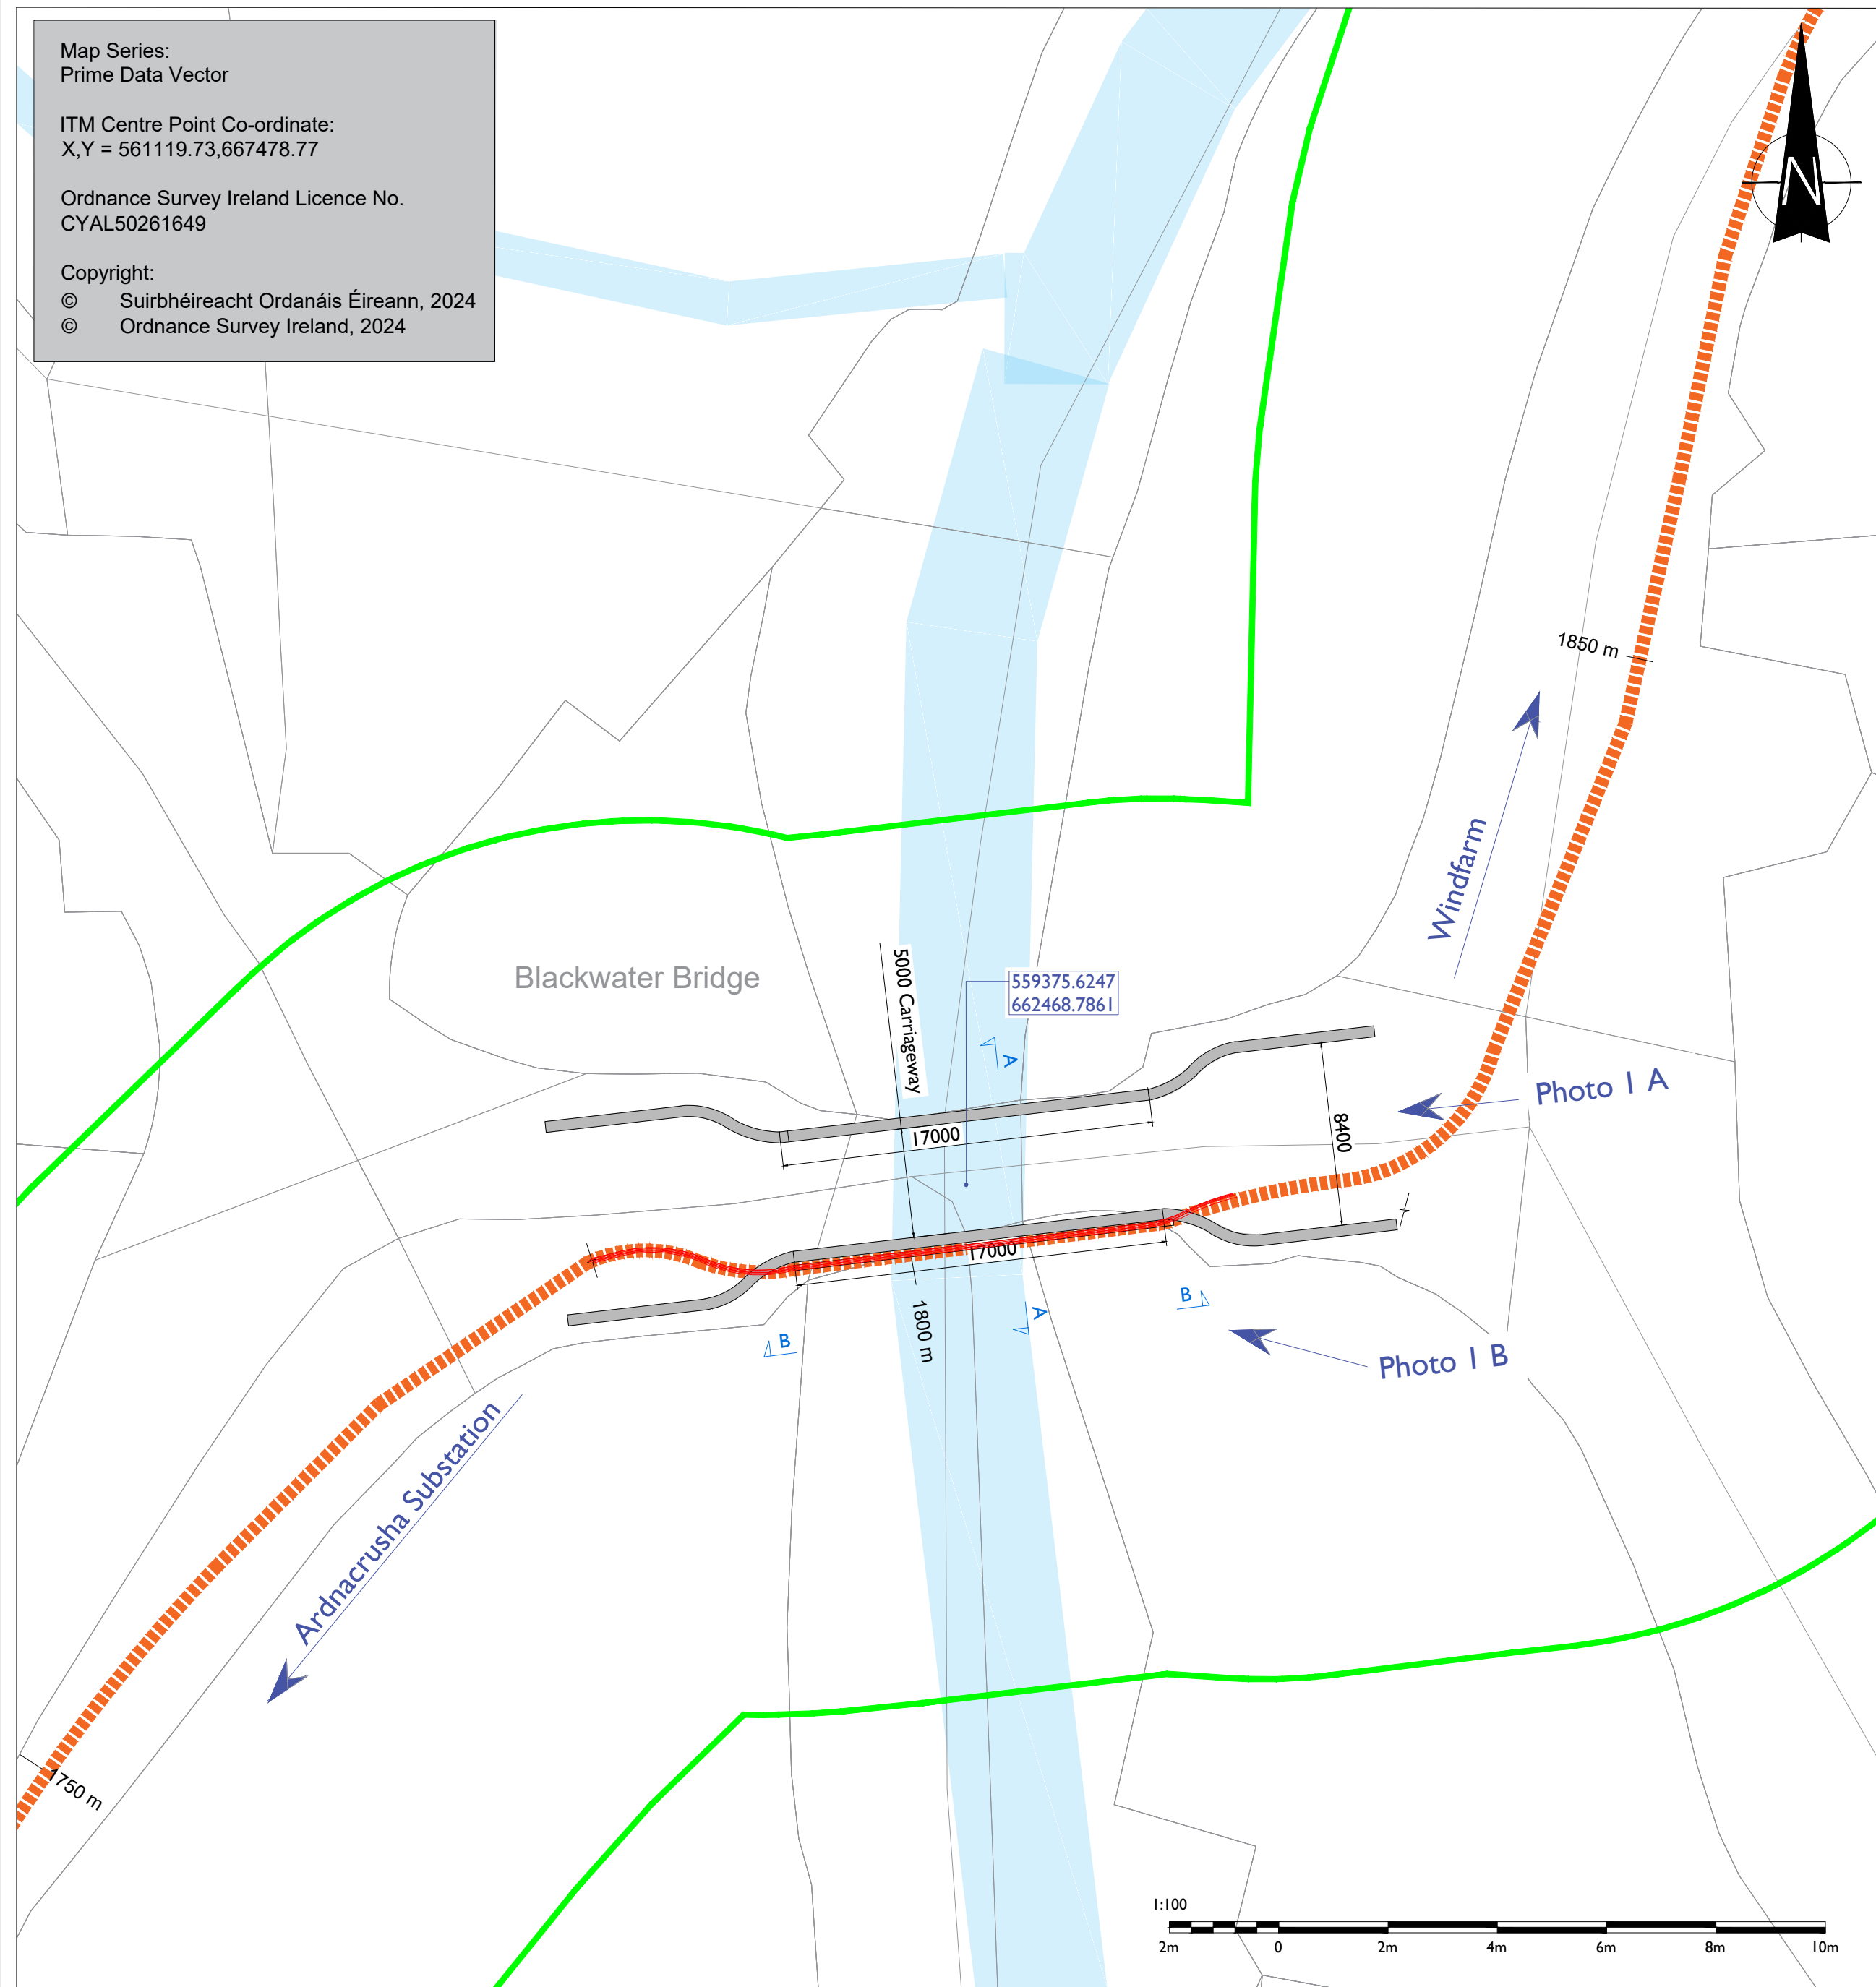 Map Series:
Prime Data Vector
ITM Centre Point Co-ordinate:
X,Y = 561119.73,667478.77
Ordnance Survey Ireland Licence No.
CYAL50261649
Copyright:
© Suirbhéireacht Ordanáis Éireann, 2024
© Ordnance Survey Ireland, 2024
N
1850 m
Windfarm
Blackwater Bridge
5000 Carriageway
559375.6247
662468.7861
A
Photo 1 A
17000
8400
17000
B
A
B
1800 m
Photo 1 B
Ardnacrusha Substation
1750 m
1:100
2m 0 2m 4m 6m 8m 10m